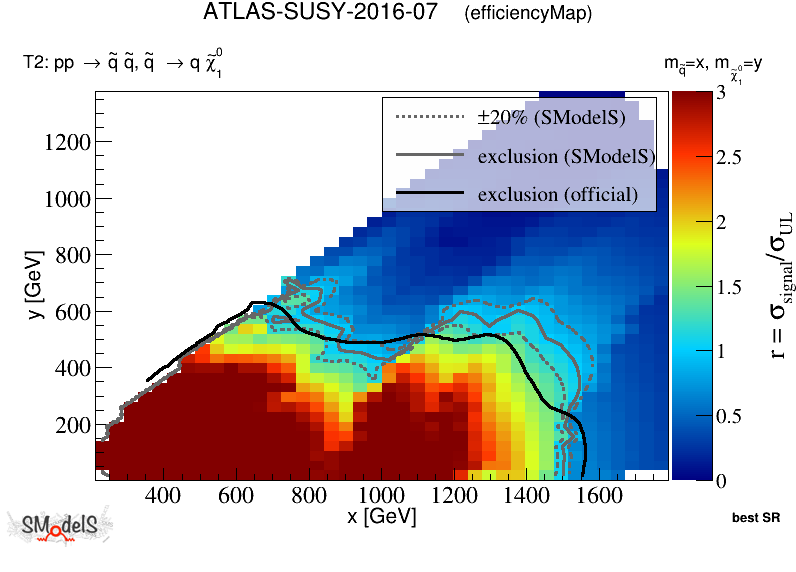 ATLAS-SUSY-2016-07 (efficiencyMap)
T2: pp → q̃ q̃, q̃ → q χ̃₁⁰
m_q̃=x, m_χ̃₁⁰=y
±20% (SModelS)
exclusion (SModelS)
exclusion (official)
y [GeV]
1200
1000
800
600
400
200
400 600 800 1000 1200 1400 1600
x [GeV]
3
2.5
2
1.5
1
0.5
0
r = σ_signal/σ_UL
SModelS
best SR